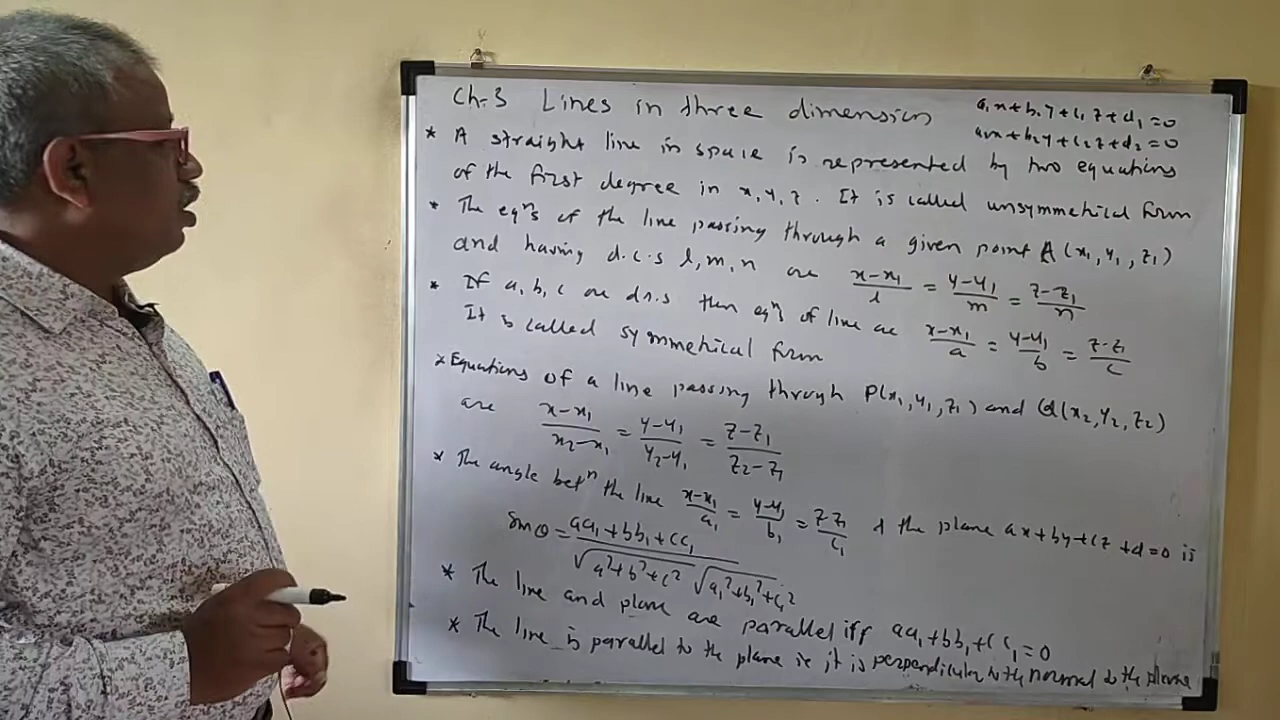 Ch-3 Lines in three dimension
a₁x+b₁y+c₁z+d₁=0
a₂x+b₂y+c₂z+d₂=0
* A straight line in space is represented by two equations
of the first degree in x,y,z. It is called unsymmetrical form
* The eqⁿs of the line passing through a given point A(x₁,y₁,z₁)
and having d.c.s l,m,n are (x-x₁)/l = (y-y₁)/m = (z-z₁)/n
* If a,b,c are d.r.s then eqⁿ of line are (x-x₁)/a = (y-y₁)/b = (z-z₁)/c
It is called symmetrical form
* Equations of a line passing through P(x₁,y₁,z₁) and Q(x₂,y₂,z₂)
are (x-x₁)/(x₂-x₁) = (y-y₁)/(y₂-y₁) = (z-z₁)/(z₂-z₁)
* The angle betⁿ the line (x-x₁)/a₁ = (y-y₁)/b₁ = (z-z₁)/c₁ & the plane ax+by+cz+d=0 is
Sinθ = (aa₁+bb₁+cc₁)/(√(a²+b²+c²) √(a₁²+b₁²+c₁²))
* The line and plane are parallel iff aa₁+bb₁+cc₁=0
* The line is parallel to the plane ie it is perpendicular to the normal to the plane